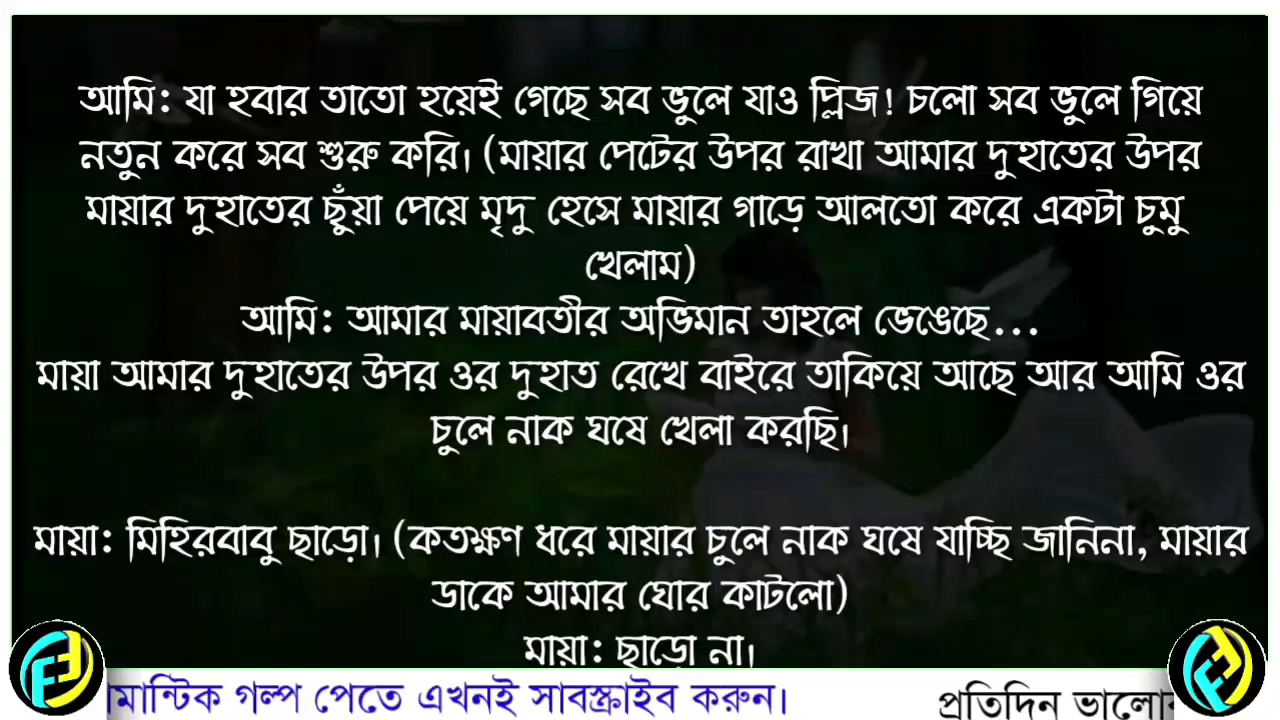 আমি: যা হবার তাতো হয়েই গেছে সব ভুলে যাও প্লিজ! চলো সব ভুলে গিয়ে
নতুন করে সব শুরু করি। (মায়ার পেটের উপর রাখা আমার দুহাতের উপর
মায়ার দুহাতের ছুঁয়া পেয়ে মৃদু হেসে মায়ার গাড়ে আলতো করে একটা চুমু
খেলাম)
আমি: আমার মায়াবতীর অভিমান তাহলে ভেঙেছে...
মায়া আমার দুহাতের উপর ওর দুহাত রেখে বাইরে তাকিয়ে আছে আর আমি ওর
চুলে নাক ঘষে খেলা করছি।
মায়া: মিহিরবাবু ছাড়ো। (কতক্ষণ ধরে মায়ার চুলে নাক ঘষে যাচ্ছি জানিনা, মায়ার
ডাকে আমার ঘোর কাটলো)
মায়া: ছাড়ো না।
মান্টিক গল্প পেতে এখনই সাবস্ক্রাইব করুন। প্রতিদিন